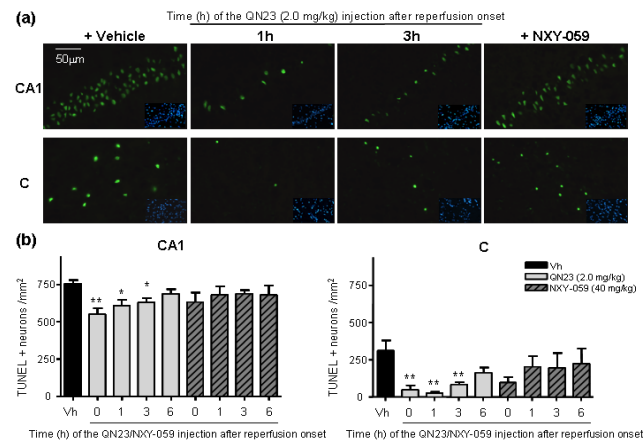 (a)
Time (h) of the QN23 (2.0 mg/kg) injection after reperfusion onset
+ Vehicle 1h 3h + NXY-059
50µm
CA1
C
(b)
CA1 C
TUNEL + neurons /mm²
750
500
250
0
** * *
Vh 0 1 3 6 0 1 3 6
Time (h) of the QN23/NXY-059 injection after reperfusion onset
TUNEL + neurons /mm²
750
500
250
0
Vh
QN23 (2.0 mg/kg)
NXY-059 (40 mg/kg)
** ** **
Vh 0 1 3 6 0 1 3 6
Time (h) of the QN23/NXY-059 injection after reperfusion onset